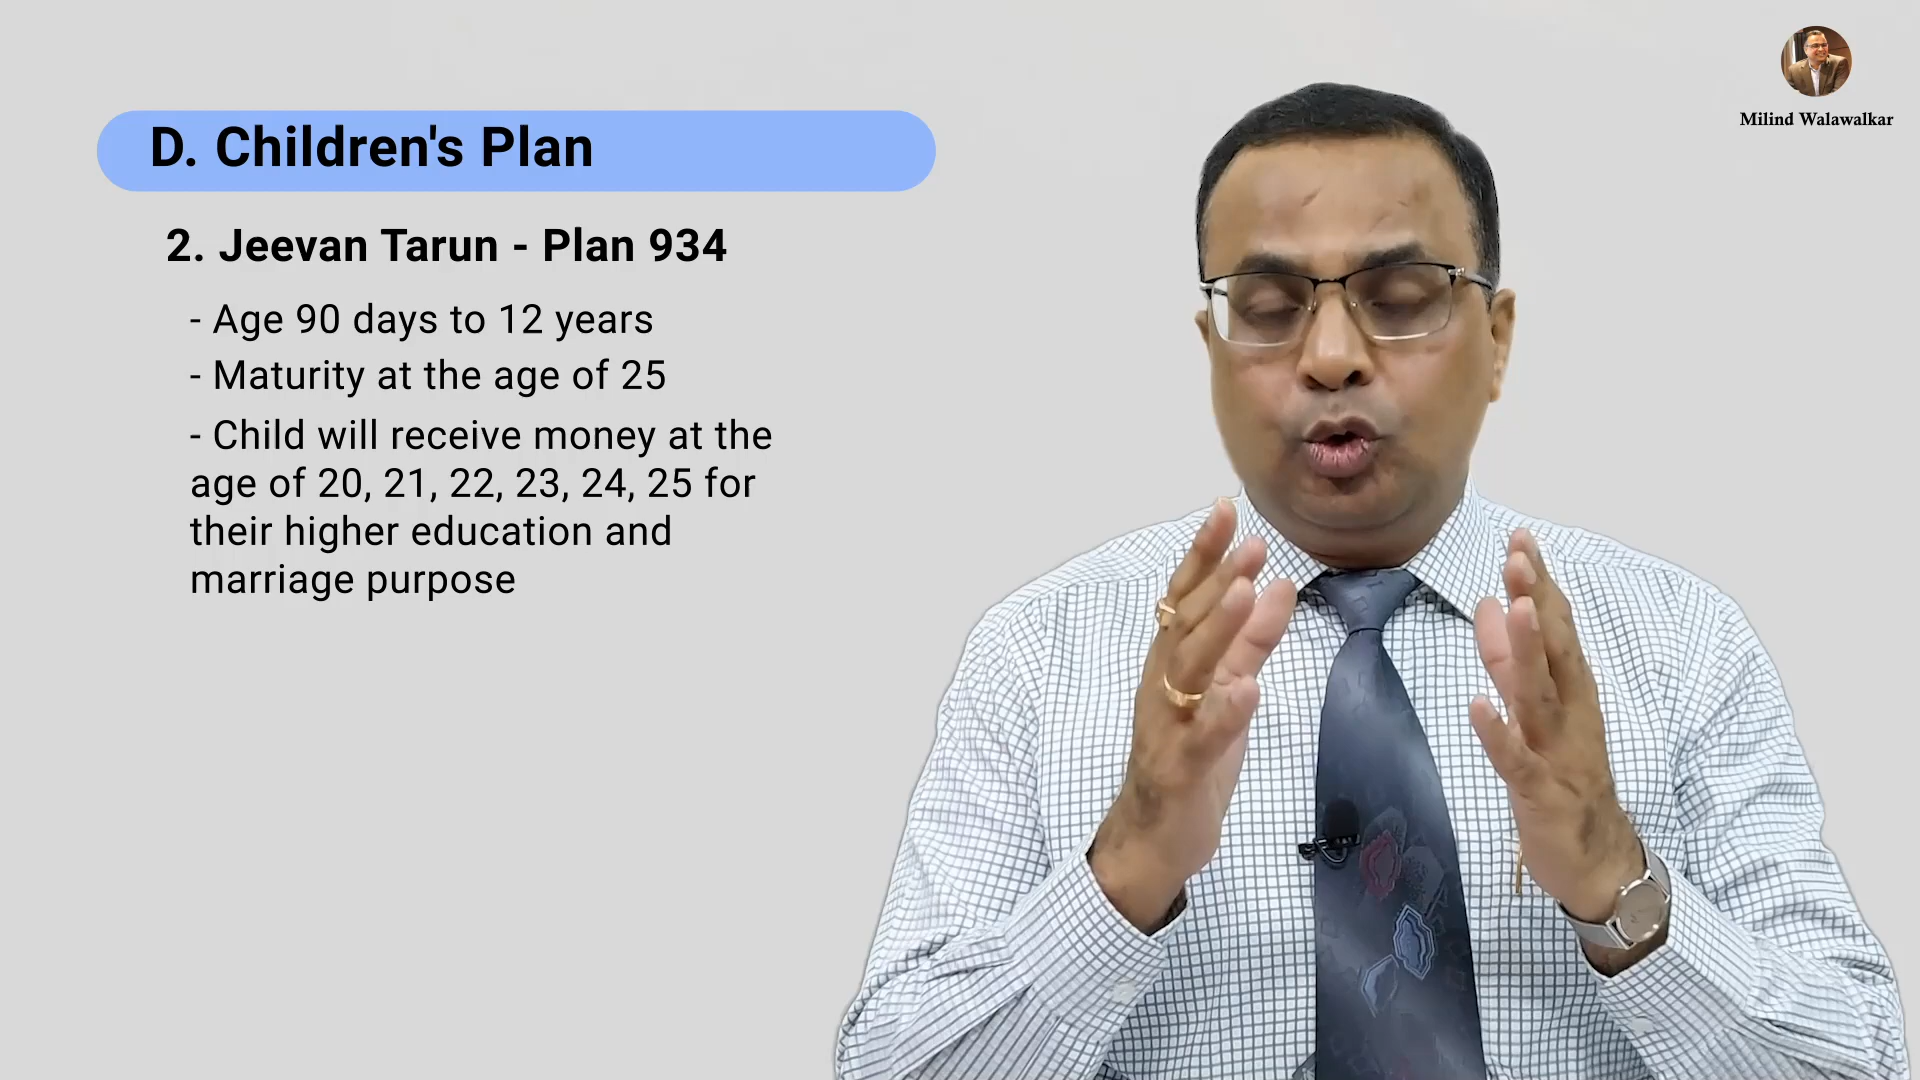 Milind Walawalkar
D. Children's Plan
2. Jeevan Tarun - Plan 934
- Age 90 days to 12 years
- Maturity at the age of 25
- Child will receive money at the
age of 20, 21, 22, 23, 24, 25 for
their higher education and
marriage purpose